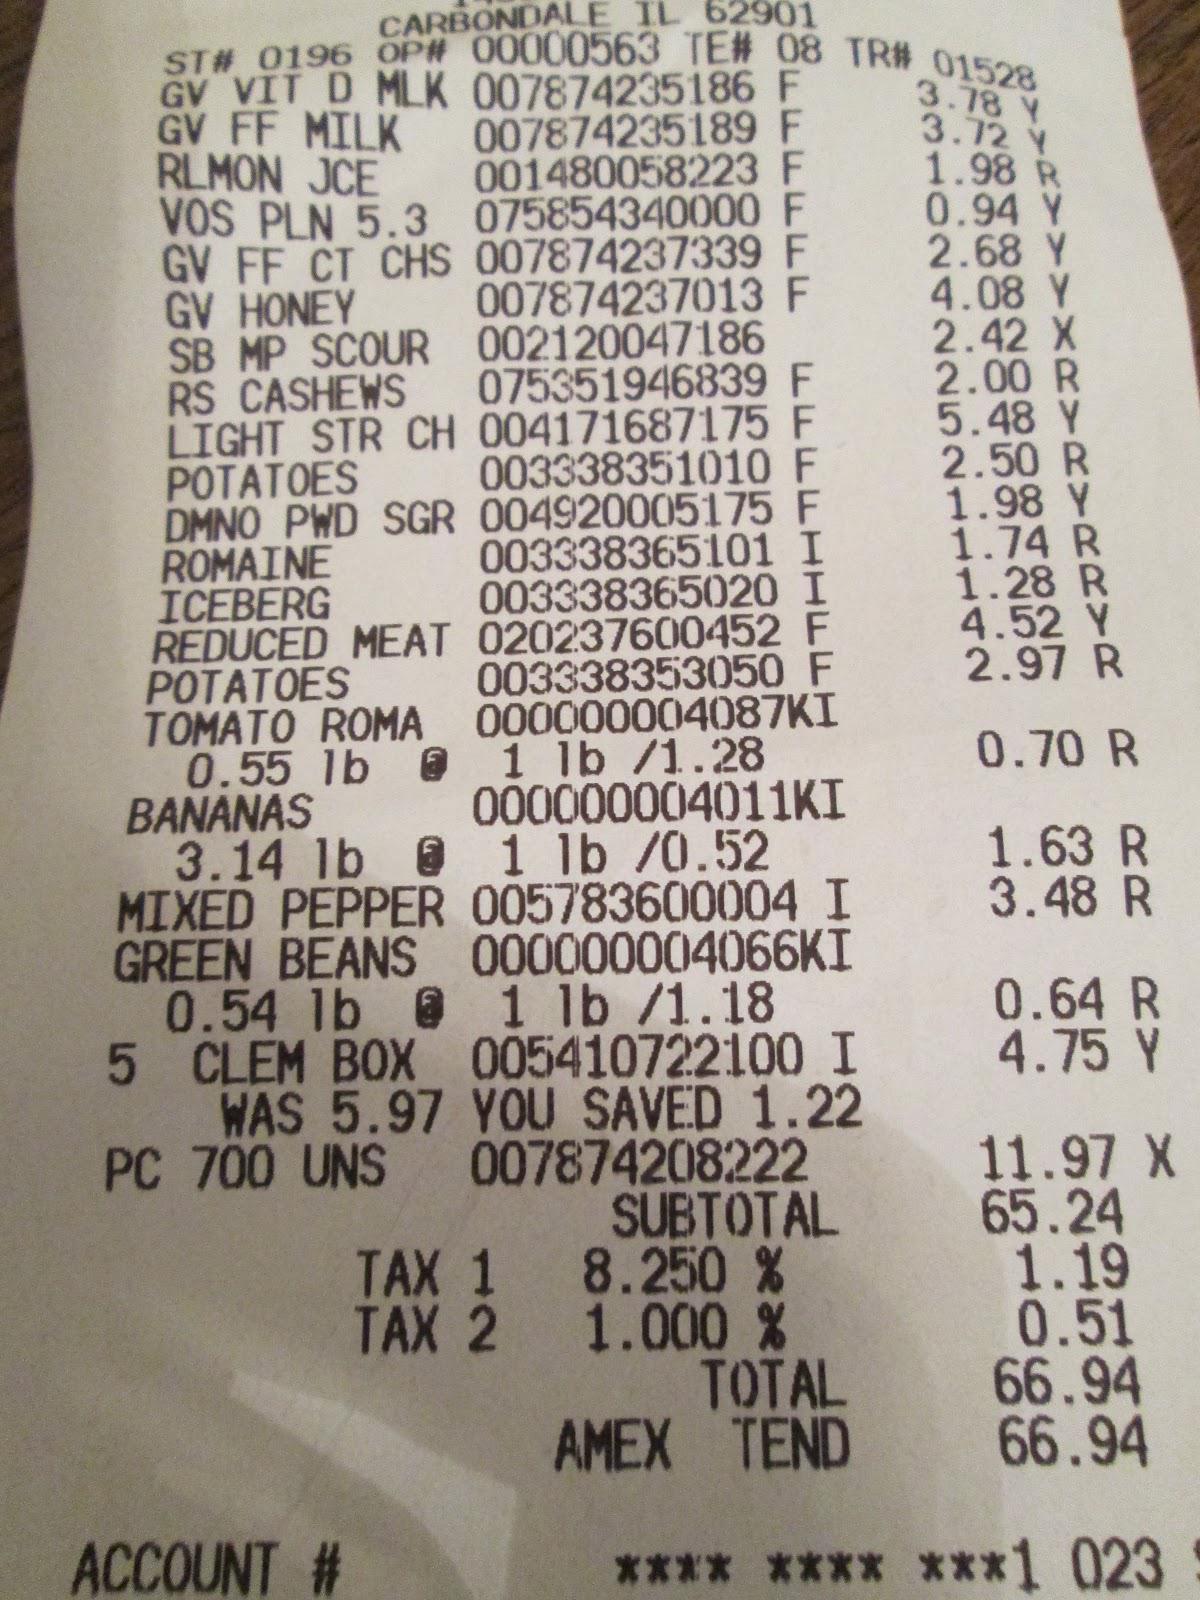 CARBONDALE IL 62901
ST# 0196 OP# 00000563 TE# 08 TR# 01528
GV VIT D MLK 007874235186 F 3.78 Y
GV FF MILK 007874235189 F 3.72 Y
RLMON JCE 001480058223 F 1.98 R
VOS PLN 5.3 075854340000 F 0.94 Y
GV FF CT CHS 007874237339 F 2.68 Y
GV HONEY 007874237013 F 4.08 Y
SB MP SCOUR 002120047186 2.42 X
RS CASHEWS 075351946839 F 2.00 R
LIGHT STR CH 004171687175 F 5.48 Y
POTATOES 003338351010 F 2.50 R
DMNO PWD SGR 004920005175 F 1.98 Y
ROMAINE 003338365101 I 1.74 R
ICEBERG 003338365020 I 1.28 R
REDUCED MEAT 020237600452 F 4.52 Y
POTATOES 003338353050 F 2.97 R
TOMATO ROMA 000000004087KI
0.55 lb @ 1 lb /1.28 0.70 R
BANANAS 000000004011KI
3.14 lb @ 1 lb /0.52 1.63 R
MIXED PEPPER 005783600004 I 3.48 R
GREEN BEANS 000000004066KI
0.54 lb @ 1 lb /1.18 0.64 R
5 CLEM BOX 005410722100 I 4.75 Y
WAS 5.97 YOU SAVED 1.22
PC 700 UNS 007874208222 11.97 X
SUBTOTAL 65.24
TAX 1 8.250 % 1.19
TAX 2 1.000 % 0.51
TOTAL 66.94
AMEX TEND 66.94
ACCOUNT # **** **** ***1 023